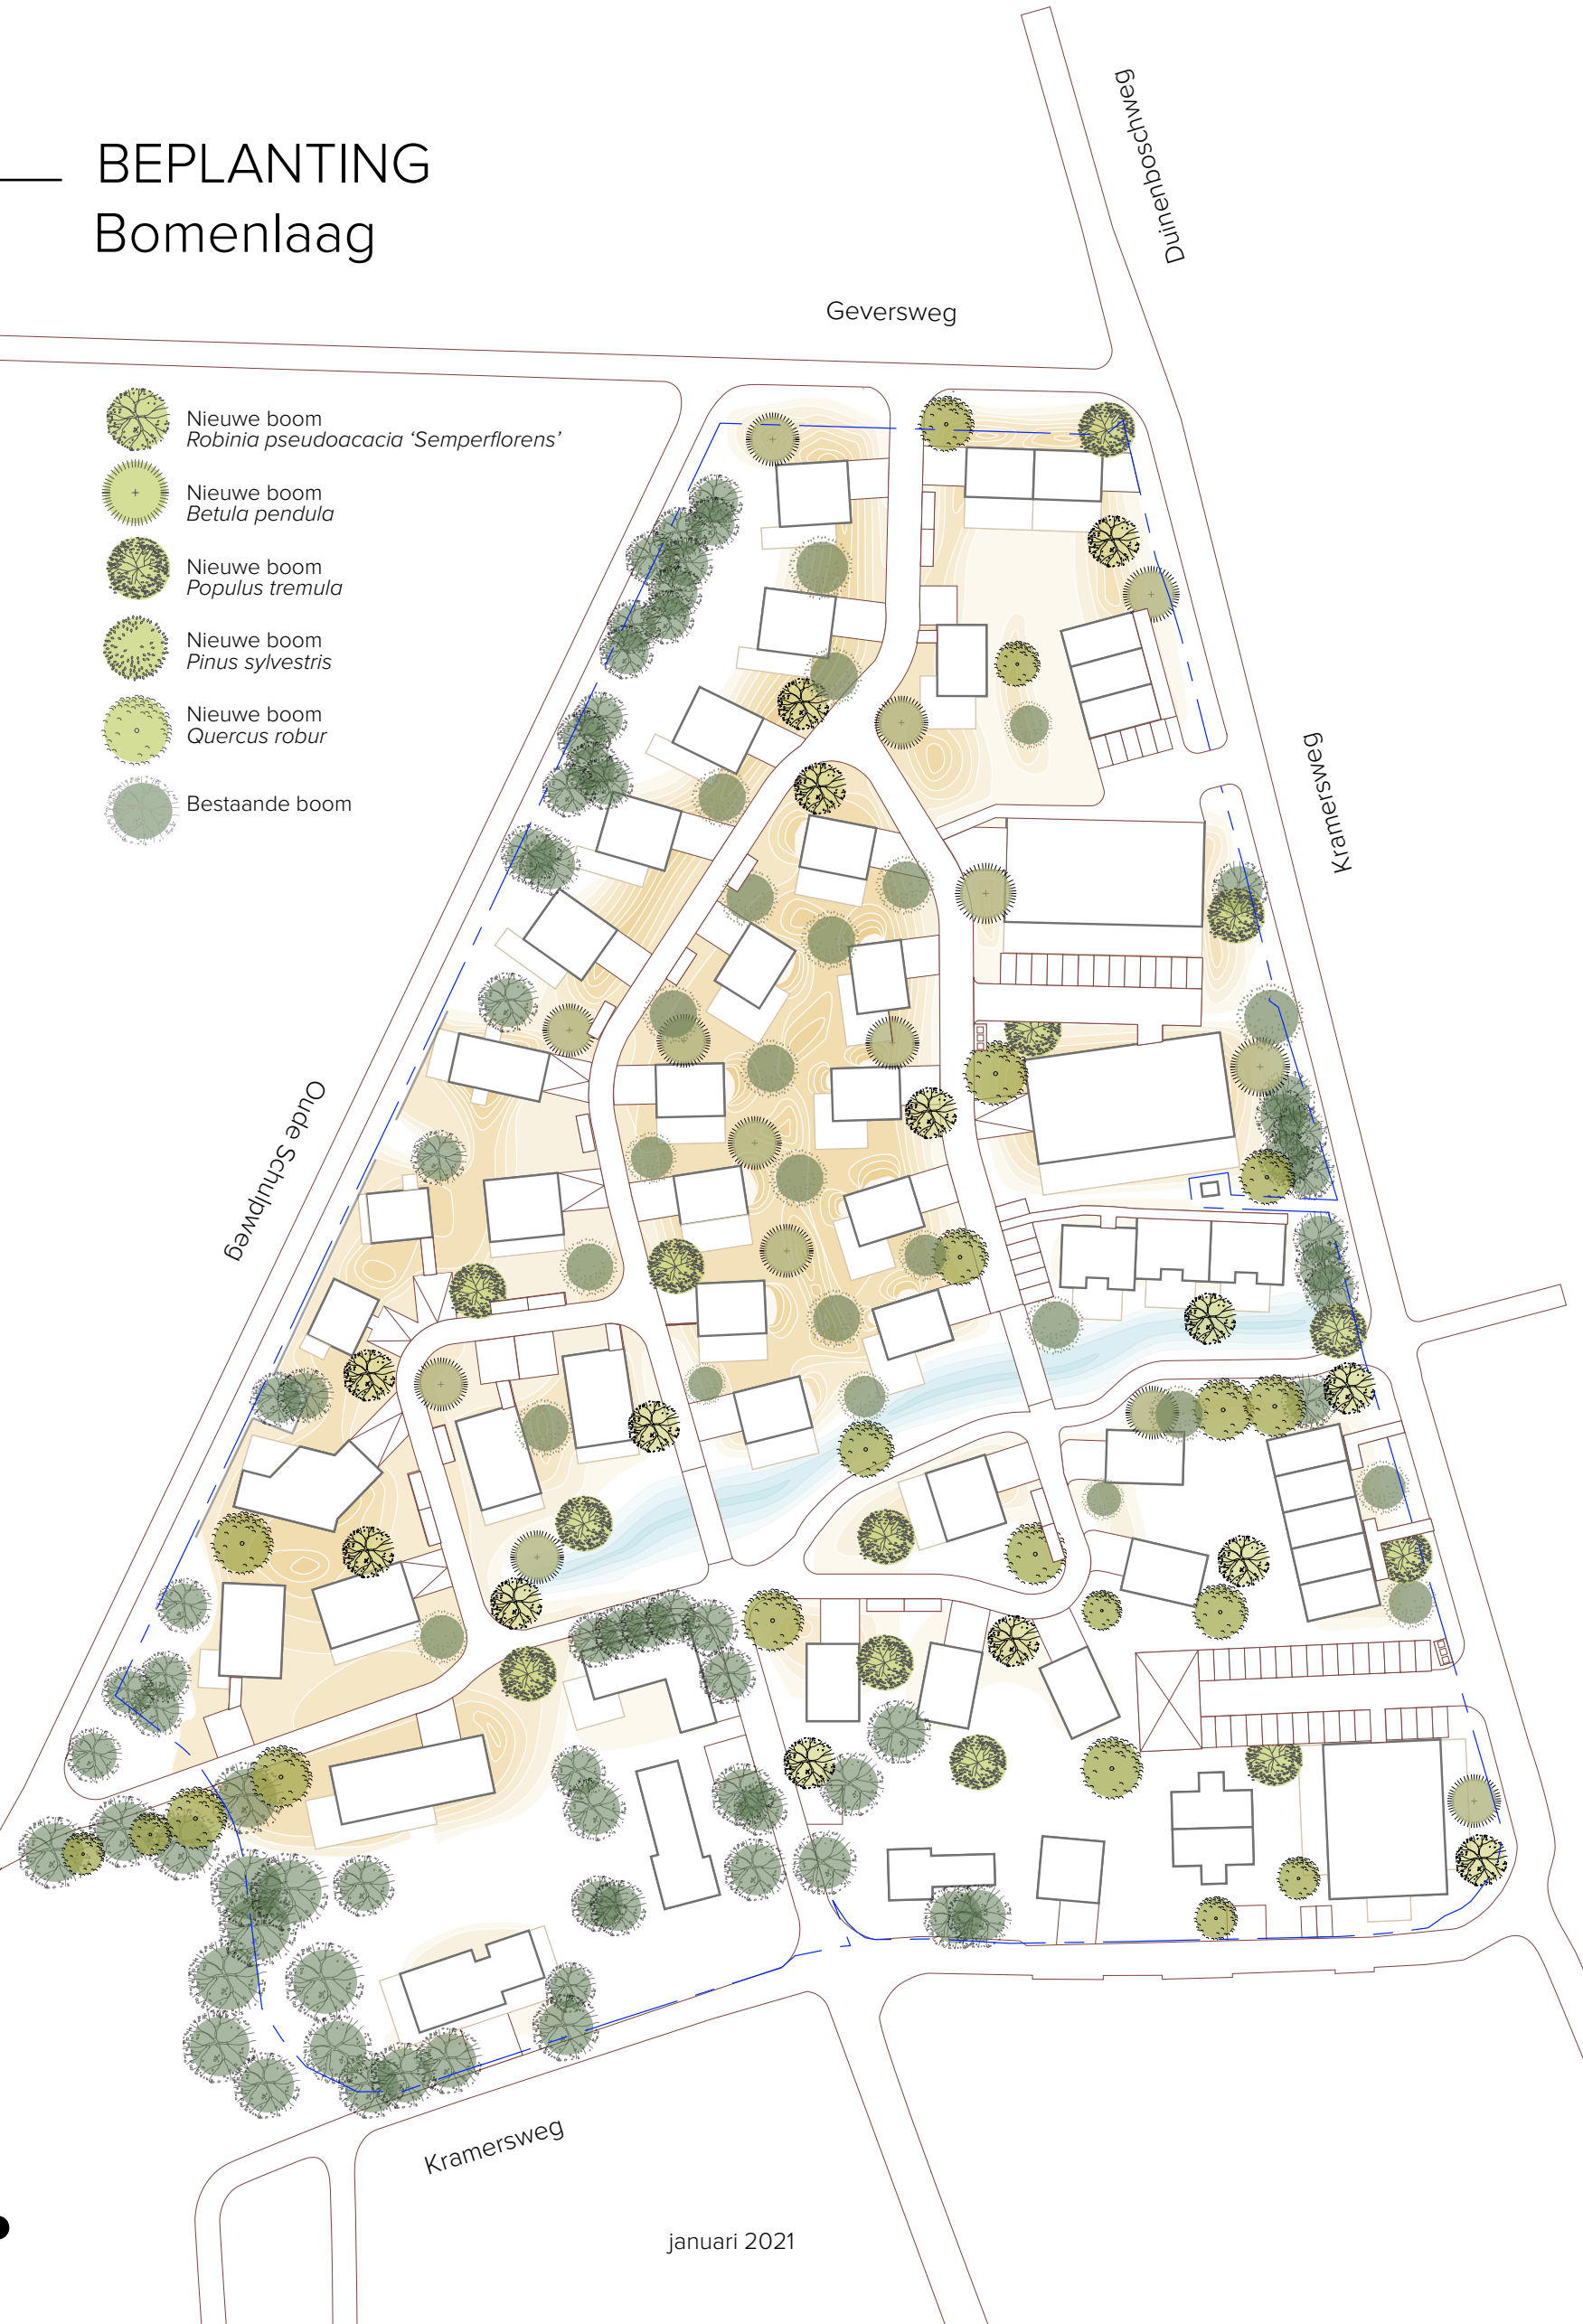 BEPLANTING
Bomenlaag
Duinenboschweg
Geversweg
Nieuwe boom
Robinia pseudoacacia ‘Semperflorens’
Nieuwe boom
Betula pendula
Nieuwe boom
Populus tremula
Nieuwe boom
Pinus sylvestris
Nieuwe boom
Quercus robur
Bestaande boom
Kramersweg
Oude Schulpweg
Kramersweg
januari 2021